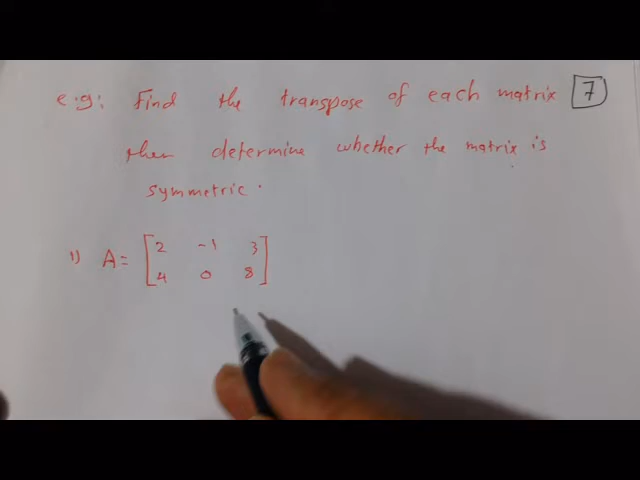 e.g: Find the transpose of each matrix 7
then determine whether the matrix is
symmetric.
1) A = [2 -1 3
4 0 8]